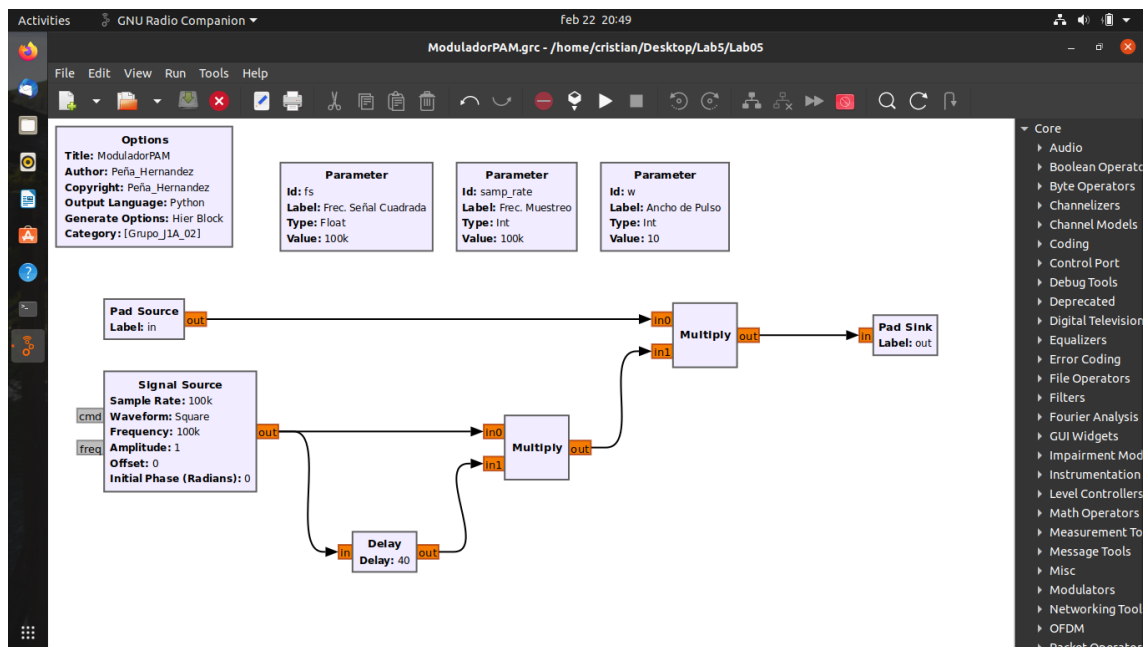 Activities GNU Radio Companion feb 22 20:49
ModuladorPAM.grc - /home/cristian/Desktop/Lab5/Lab05
File Edit View Run Tools Help
Options
Title: ModuladorPAM
Author: Peña_Hernandez
Copyright: Peña_Hernandez
Output Language: Python
Generate Options: Hier Block
Category: [Grupo_J1A_02]
Parameter
Id: fs
Label: Frec. Señal Cuadrada
Type: Float
Value: 100k
Parameter
Id: samp_rate
Label: Frec. Muestreo
Type: Int
Value: 100k
Parameter
Id: w
Label: Ancho de Pulso
Type: Int
Value: 10
Pad Source
Label: in
out
in0
in1
Multiply
out
in
Pad Sink
Label: out
Signal Source
Sample Rate: 100k
Waveform: Square
Frequency: 100k
Amplitude: 1
Offset: 0
Initial Phase (Radians): 0
cmd
freq
out
in0
in1
Multiply
out
in
Delay
Delay: 40
out
Core
Audio
Boolean Operato
Byte Operators
Channelizers
Channel Models
Coding
Control Port
Debug Tools
Deprecated
Digital Television
Equalizers
Error Coding
File Operators
Filters
Fourier Analysis
GUI Widgets
Impairment Mod
Instrumentation
Level Controllers
Math Operators
Measurement To
Message Tools
Misc
Modulators
Networking Tool
OFDM
Packet Operator